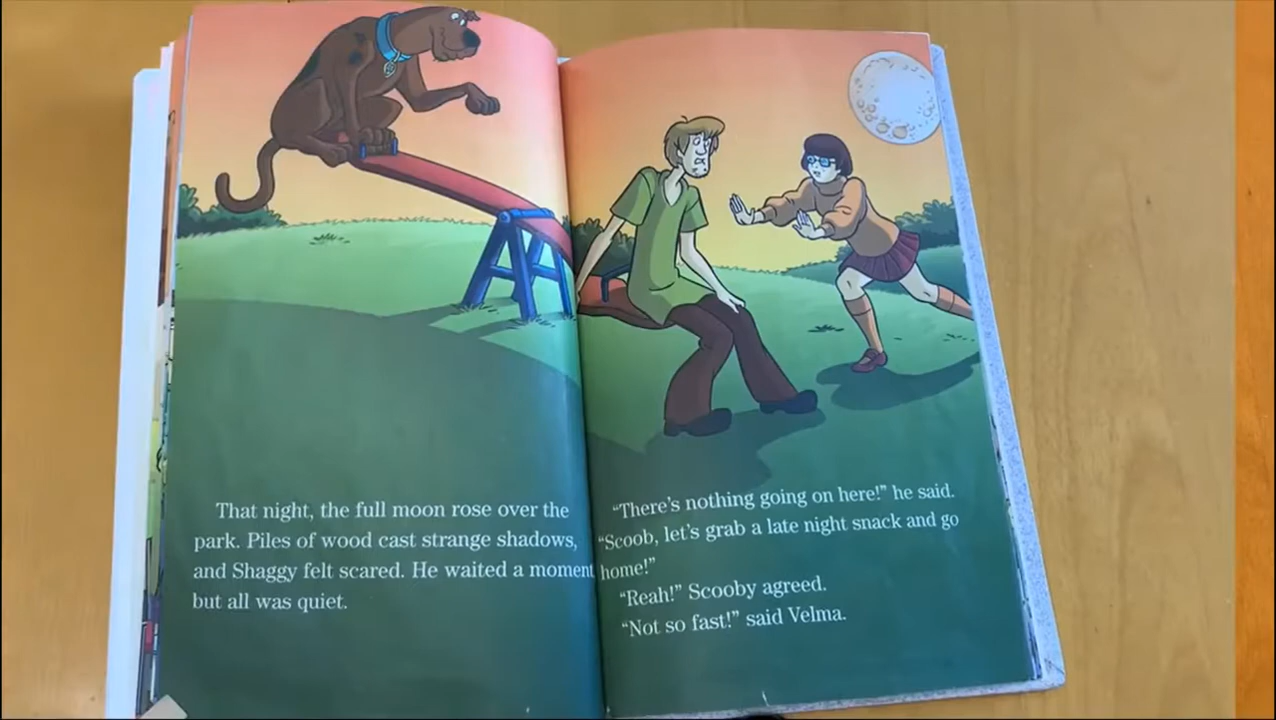 That night, the full moon rose over the
park. Piles of wood cast strange shadows,
and Shaggy felt scared. He waited a moment
but all was quiet.
“There’s nothing going on here!” he said.
“Scoob, let’s grab a late night snack and go
home!”
“Reah!” Scooby agreed.
“Not so fast!” said Velma.